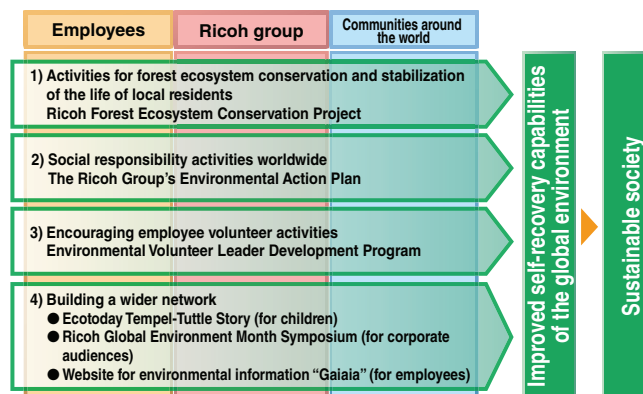 Employees
Ricoh group
Communities around
the world
1) Activities for forest ecosystem conservation and stabilization
of the life of local residents
Ricoh Forest Ecosystem Conservation Project
2) Social responsibility activities worldwide
The Ricoh Group's Environmental Action Plan
3) Encouraging employee volunteer activities
Environmental Volunteer Leader Development Program
4) Building a wider network
● Ecotoday Tempel-Tuttle Story (for children)
● Ricoh Global Environment Month Symposium (for corporate
audiences)
● Website for environmental information “Gaiaia” (for employees)
Improved self-recovery capabilities
of the global environment
Sustainable society